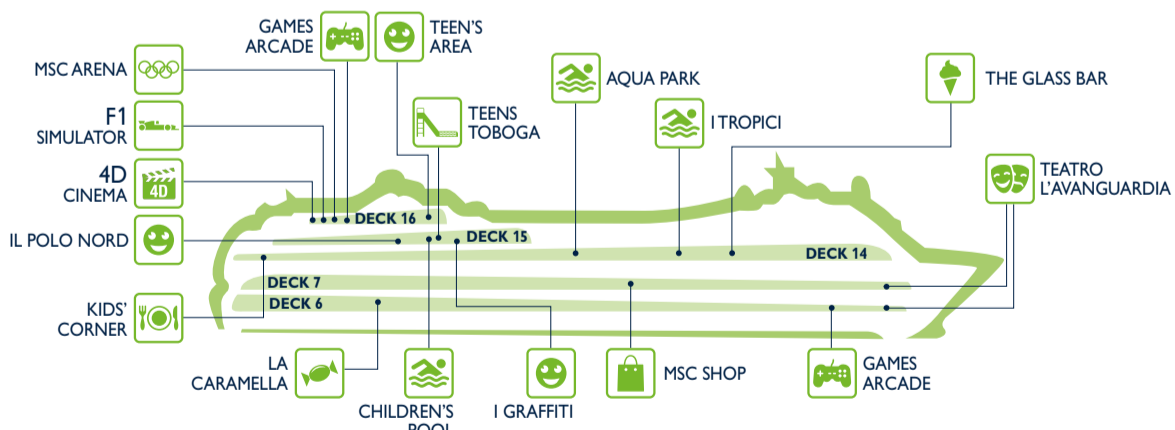 GAMES
ARCADE
TEEN'S
AREA
MSC ARENA
AQUA PARK
THE GLASS BAR
F1
SIMULATOR
TEENS
TOBOGA
I TROPICI
4D
CINEMA
4D
TEATRO
L'AVANGUARDIA
DECK 16
IL POLO NORD
DECK 15
DECK 14
DECK 7
DECK 6
KIDS'
CORNER
LA
CARAMELLA
CHILDREN'S
POOL
I GRAFFITI
MSC SHOP
GAMES
ARCADE